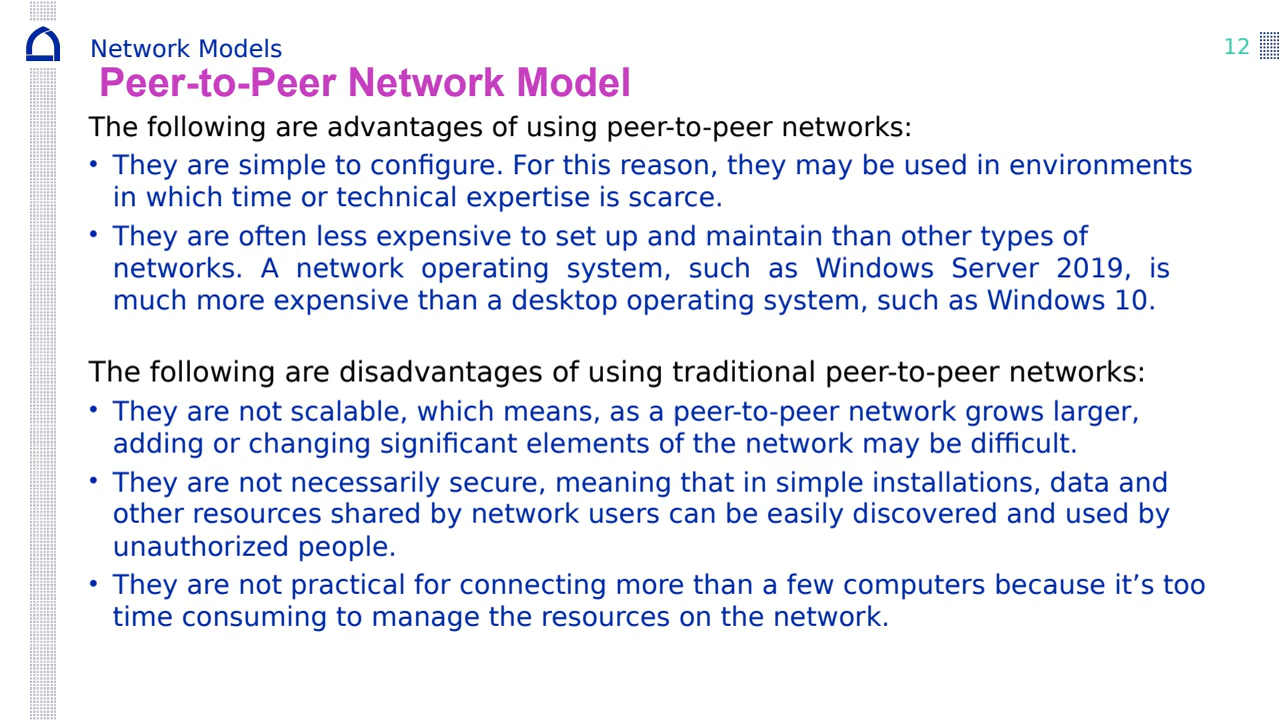 Network Models
12
Peer-to-Peer Network Model
The following are advantages of using peer-to-peer networks:
• They are simple to configure. For this reason, they may be used in environments
in which time or technical expertise is scarce.
• They are often less expensive to set up and maintain than other types of
networks. A network operating system, such as Windows Server 2019, is
much more expensive than a desktop operating system, such as Windows 10.
The following are disadvantages of using traditional peer-to-peer networks:
• They are not scalable, which means, as a peer-to-peer network grows larger,
adding or changing significant elements of the network may be difficult.
• They are not necessarily secure, meaning that in simple installations, data and
other resources shared by network users can be easily discovered and used by
unauthorized people.
• They are not practical for connecting more than a few computers because it’s too
time consuming to manage the resources on the network.